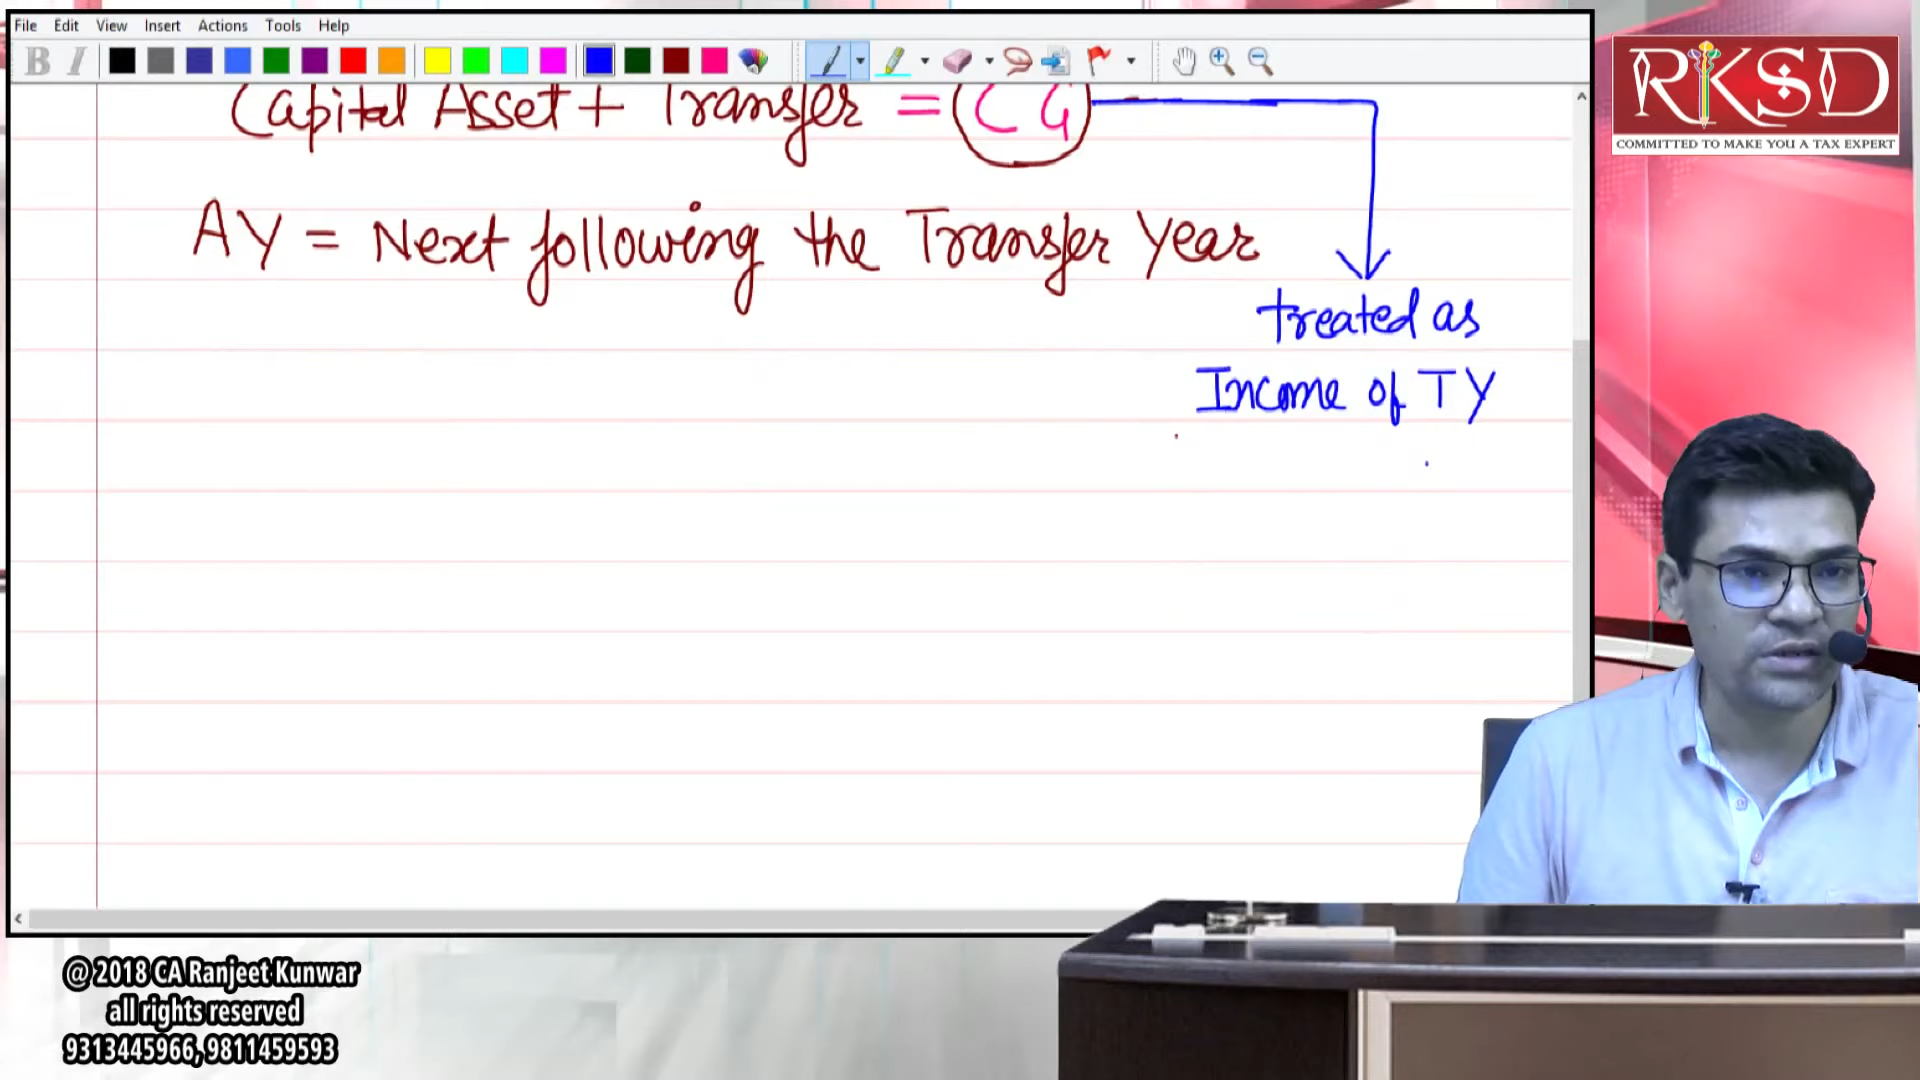 File Edit View Insert Actions Tools Help
B I
RKSD
COMMITTED TO MAKE YOU A TAX EXPERT
Capital Asset + Transfer = CG
AY = Next following the Transfer Year
treated as
Income of TY
@ 2018 CA Ranjeet Kunwar
all rights reserved
9313445966, 9811459593